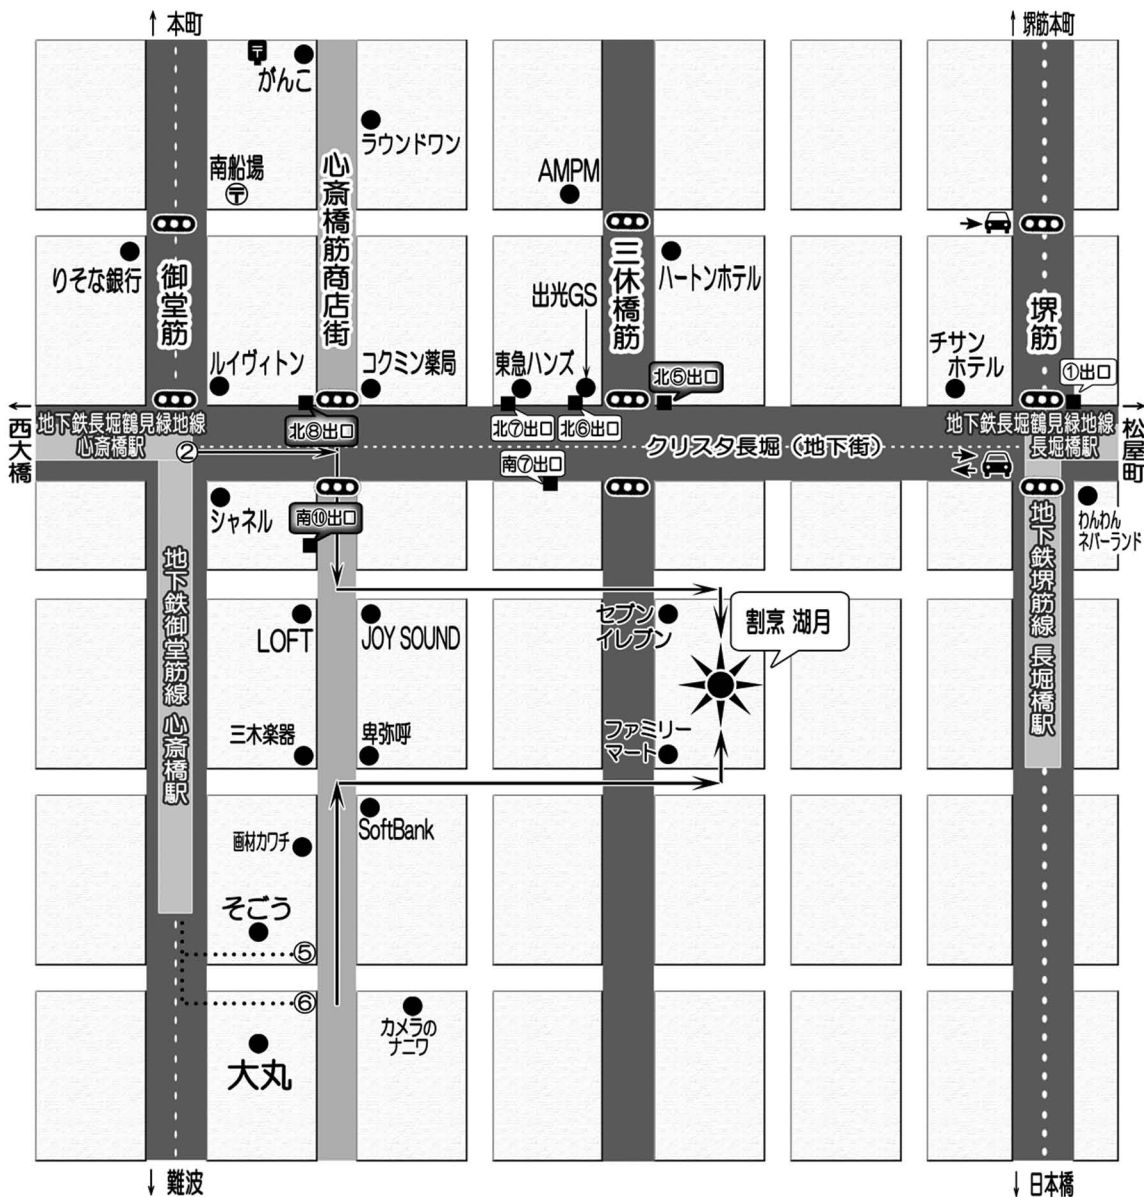 ↑ 本町
↑ 堺筋本町
〒
がんこ
ラウンドワン
南船場
〒
AMPM
心斎橋筋商店街
御堂筋
三休橋筋
堺筋
りそな銀行
ハートンホテル
出光GS
ルイヴィトン
コクミン薬局
東急ハンズ
チサン
ホテル
北⑤出口
①出口
← 西大橋
地下鉄長堀鶴見緑地線
心斎橋駅
北⑧出口
北⑦出口
北⑥出口
クリスタ長堀(地下街)
地下鉄長堀鶴見緑地線
長堀橋駅
→ 松屋町
②
南⑦出口
シャネル
南⑩出口
わんわん
ネバーランド
地下鉄御堂筋線 心斎橋駅
地下鉄堺筋線 長堀橋駅
LOFT
JOY SOUND
セブン
イレブン
割烹 湖月
三木楽器
卑弥呼
ファミリー
マート
SoftBank
画材カワチ
そごう
⑤
⑥
カメラの
ナニワ
大丸
↓ 難波
↓ 日本橋